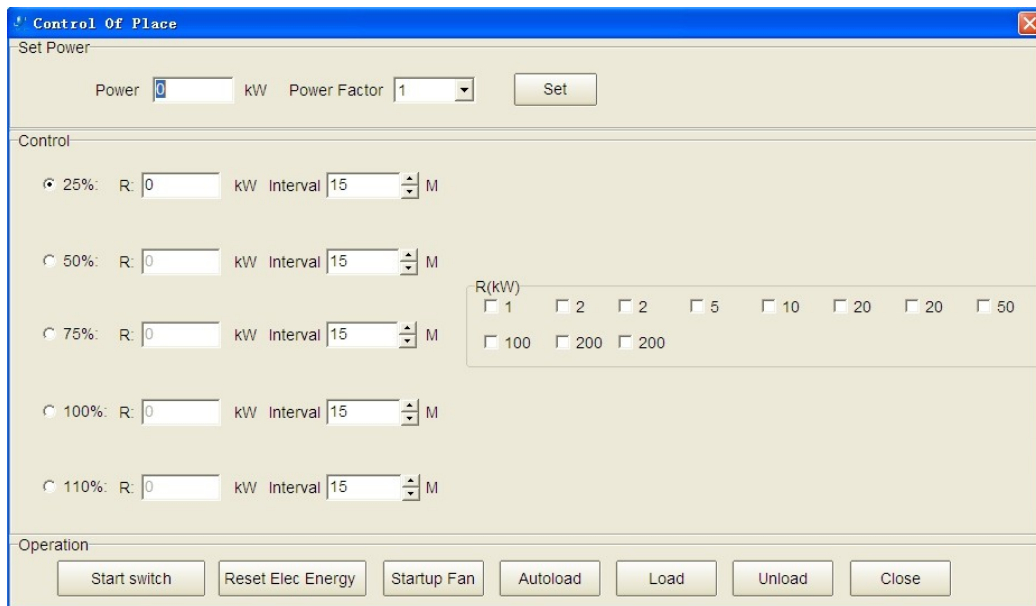 Control Of Place
Set Power
Power 0 kW Power Factor 1 Set
Control
25%: R: 0 kW Interval 15 M
50%: R: 0 kW Interval 15 M
R(kW)
1 2 2 5 10 20 20 50
75%: R: 0 kW Interval 15 M
100 200 200
100%: R: 0 kW Interval 15 M
110%: R: 0 kW Interval 15 M
Operation
Start switch Reset Elec Energy Startup Fan Autoload Load Unload Close